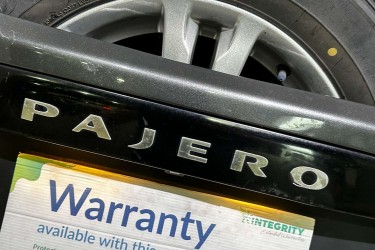 PAJERO
INTEGRITY
Warranty
available with this